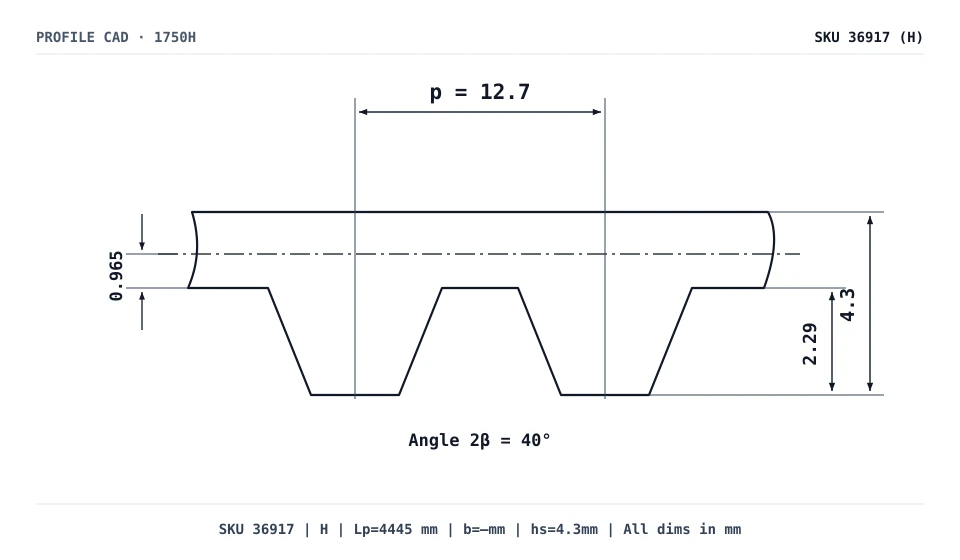 PROFILE CAD · 1750H
SKU 36917 (H)
p = 12.7
0.965
4.3
2.29
Angle 2β = 40°
SKU 36917 | H | Lp=4445 mm | b=—mm | hs=4.3mm | All dims in mm